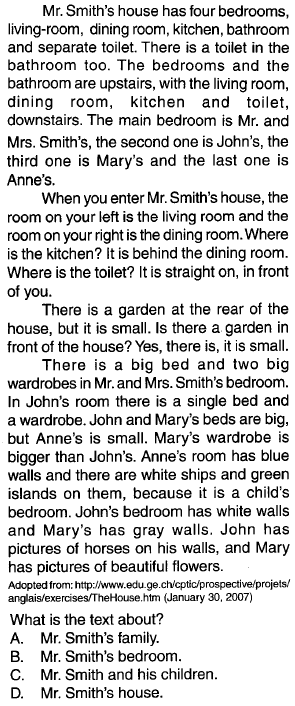 Mr. Smith's house has four bedrooms,
living-room, dining room, kitchen, bathroom
and separate toilet. There is a toilet in the
bathroom too. The bedrooms and the
bathroom are upstairs, with the living room,
dining room, kitchen and toilet,
downstairs. The main bedroom is Mr. and
Mrs. Smith's, the second one is John's, the
third one is Mary's and the last one is
Anne's.
When you enter Mr. Smith's house, the
room on your left is the living room and the
room on your right is the dining room. Where
is the kitchen? It is behind the dining room.
Where is the toilet? It is straight on, in front
of you.
There is a garden at the rear of the
house, but it is small. Is there a garden in
front of the house? Yes, there is, it is small.
There is a big bed and two big
wardrobes in Mr. and Mrs. Smith's bedroom.
In John's room there is a single bed and
a wardrobe. John and Mary's beds are big,
but Anne's is small. Mary's wardrobe is
bigger than John's. Anne's room has blue
walls and there are white ships and green
islands on them, because it is a child's
bedroom. John's bedroom has white walls
and Mary's has gray walls. John has
pictures of horses on his walls, and Mary
has pictures of beautiful flowers.
Adopted from: http://www.edu.ge.ch/cptic/prospective/projets/
anglais/exercises/TheHouse.htm (January 30, 2007)
What is the text about?
A. Mr. Smith's family.
B. Mr. Smith's bedroom.
C. Mr. Smith and his children.
D. Mr. Smith's house.